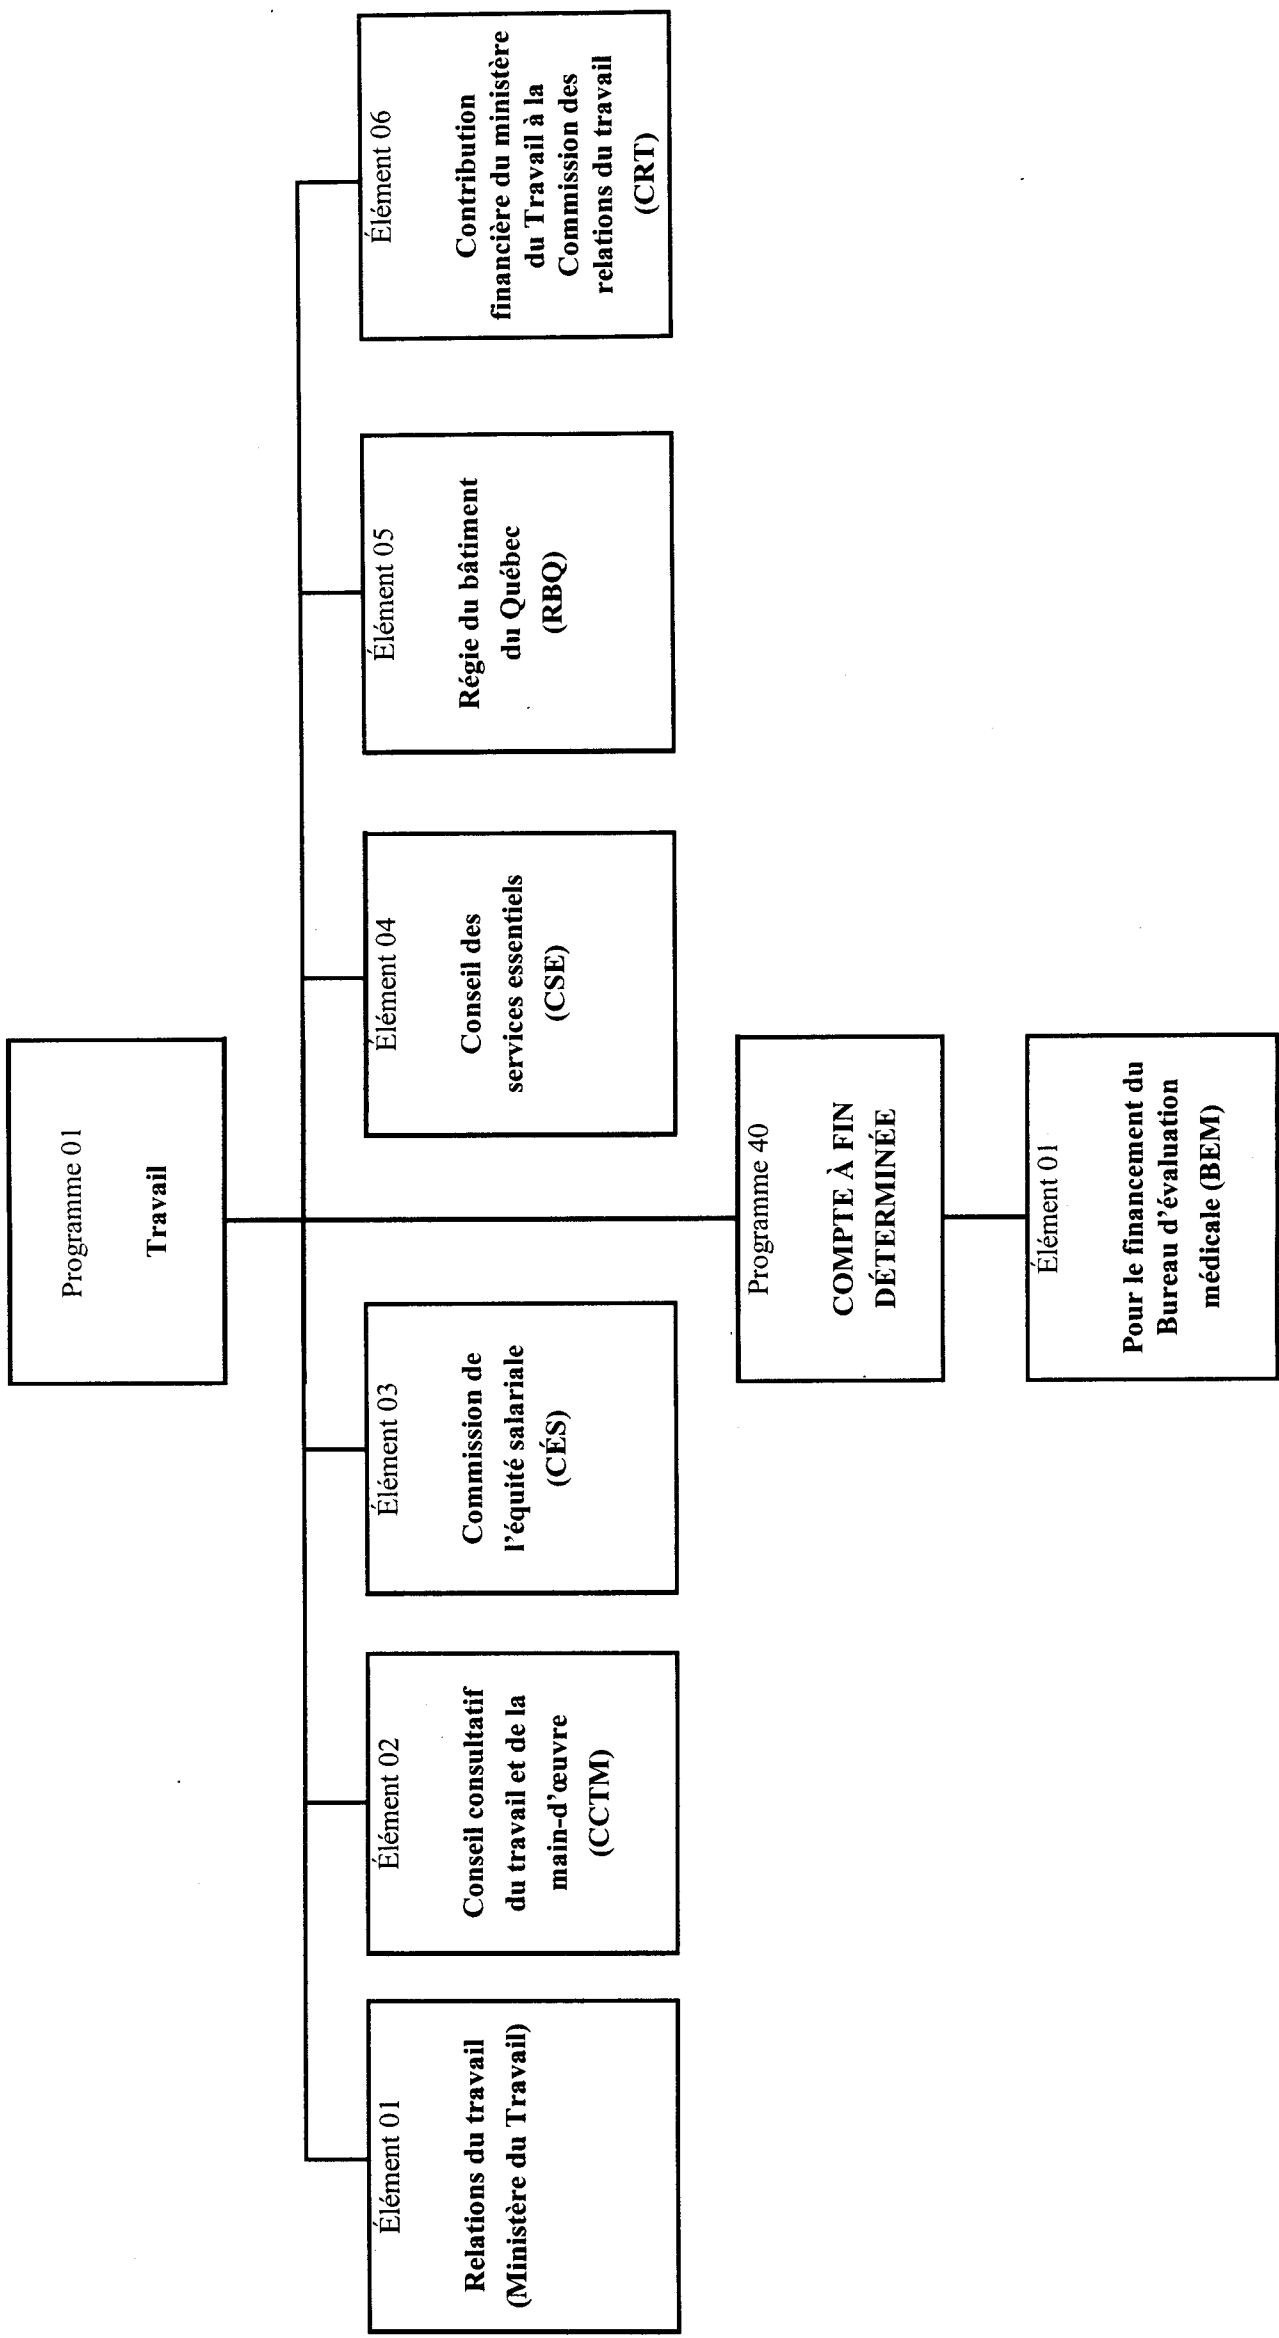 Programme 01
Travail
Élément 01
Relations du travail
(Ministère du Travail)
Élément 02
Conseil consultatif
du travail et de la
main-d'œuvre
(CCTM)
Élément 03
Commission de
l'équité salariale
(CÉS)
Élément 04
Conseil des
services essentiels
(CSE)
Élément 05
Régie du bâtiment
du Québec
(RBQ)
Élément 06
Contribution
financière du ministère
du Travail à la
Commission des
relations du travail
(CRT)
Programme 40
COMPTE À FIN
DÉTERMINÉE
Élément 01
Pour le financement du
Bureau d'évaluation
médicale (BEM)